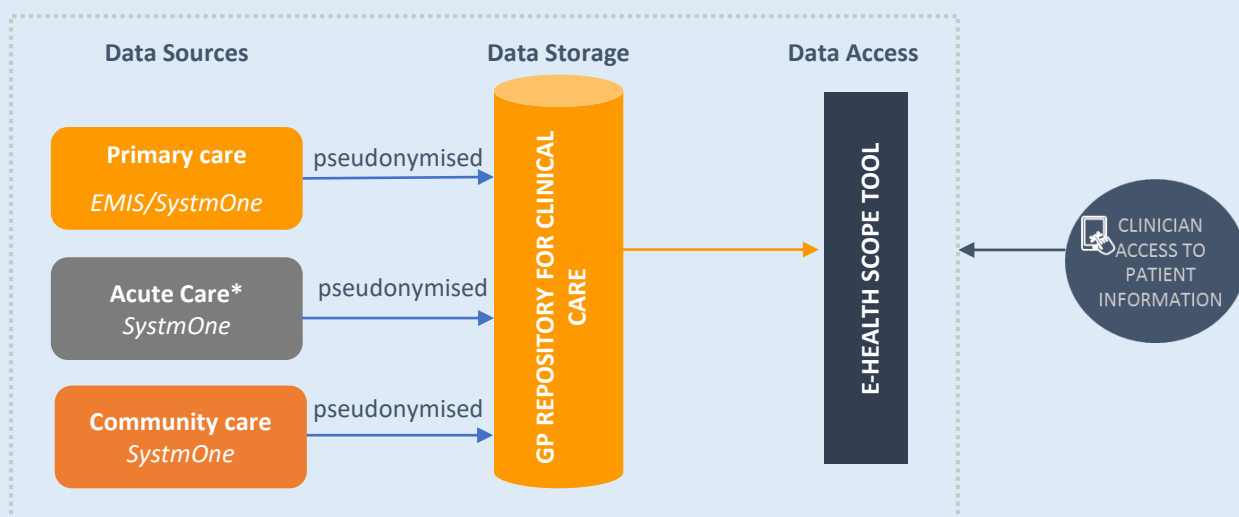 Data Sources
Data Storage
Data Access
Primary care
EMIS/SystmOne
pseudonymised
Acute Care*
SystmOne
pseudonymised
Community care
SystmOne
pseudonymised
GP REPOSITORY FOR CLINICAL
CARE
E-HEALTH SCOPE TOOL
CLINICIAN
ACCESS TO
PATIENT
INFORMATION